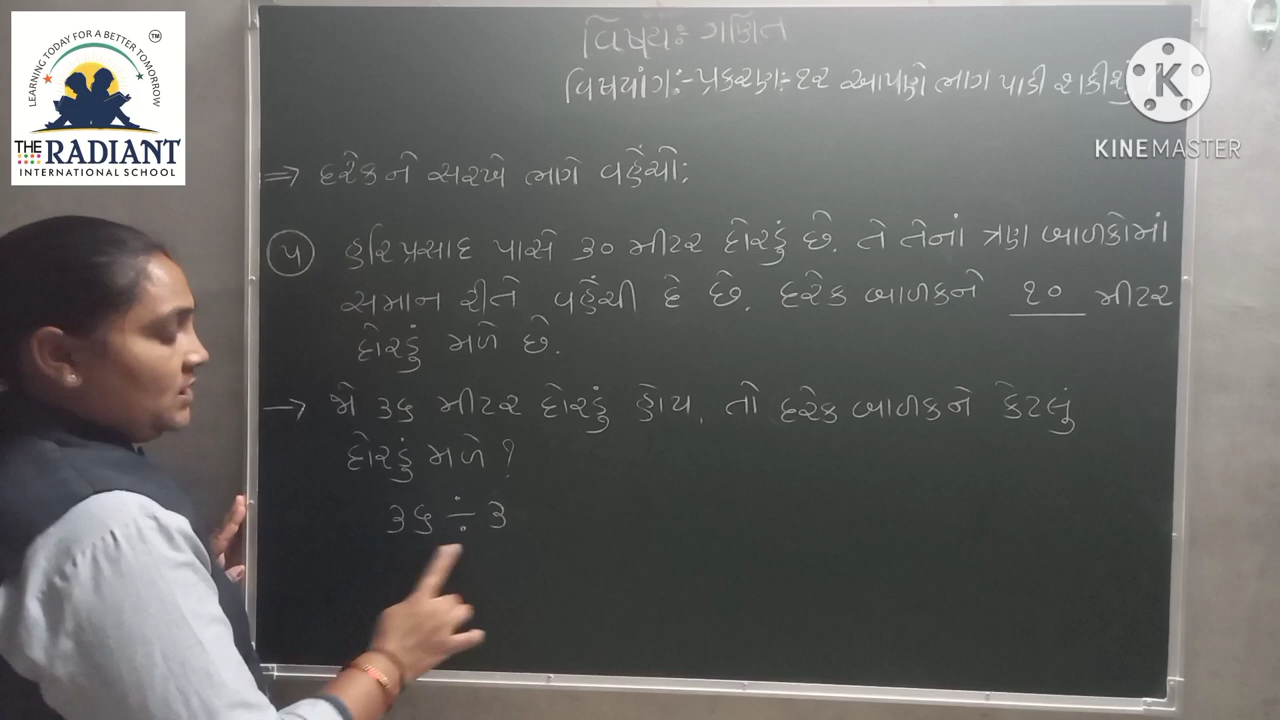 LEARNING TODAY FOR A BETTER TOMORROW
TM
THE RADIANT
INTERNATIONAL SCHOOL
વિષય: ગણિત
વિષયાંગ:- પ્રકરણ:-૧૨ આપણે ભાગ પાડી શકીશું
K
KINEMASTER
⇒ દરેકને સરખે ભાગે વહેંચો:
૫ હરિપ્રસાદ પાસે ૩૦ મીટર દોરડું છે. તે તેનાં ત્રણ બાળકોમાં
સમાન રીતે વહેંચી દે છે. દરેક બાળકને ૧૦ મીટર
દોરડું મળે છે.
→ જો ૩૬ મીટર દોરડું હોય, તો દરેક બાળકને કેટલું
દોરડું મળે ?
૩૬ ÷ ૩